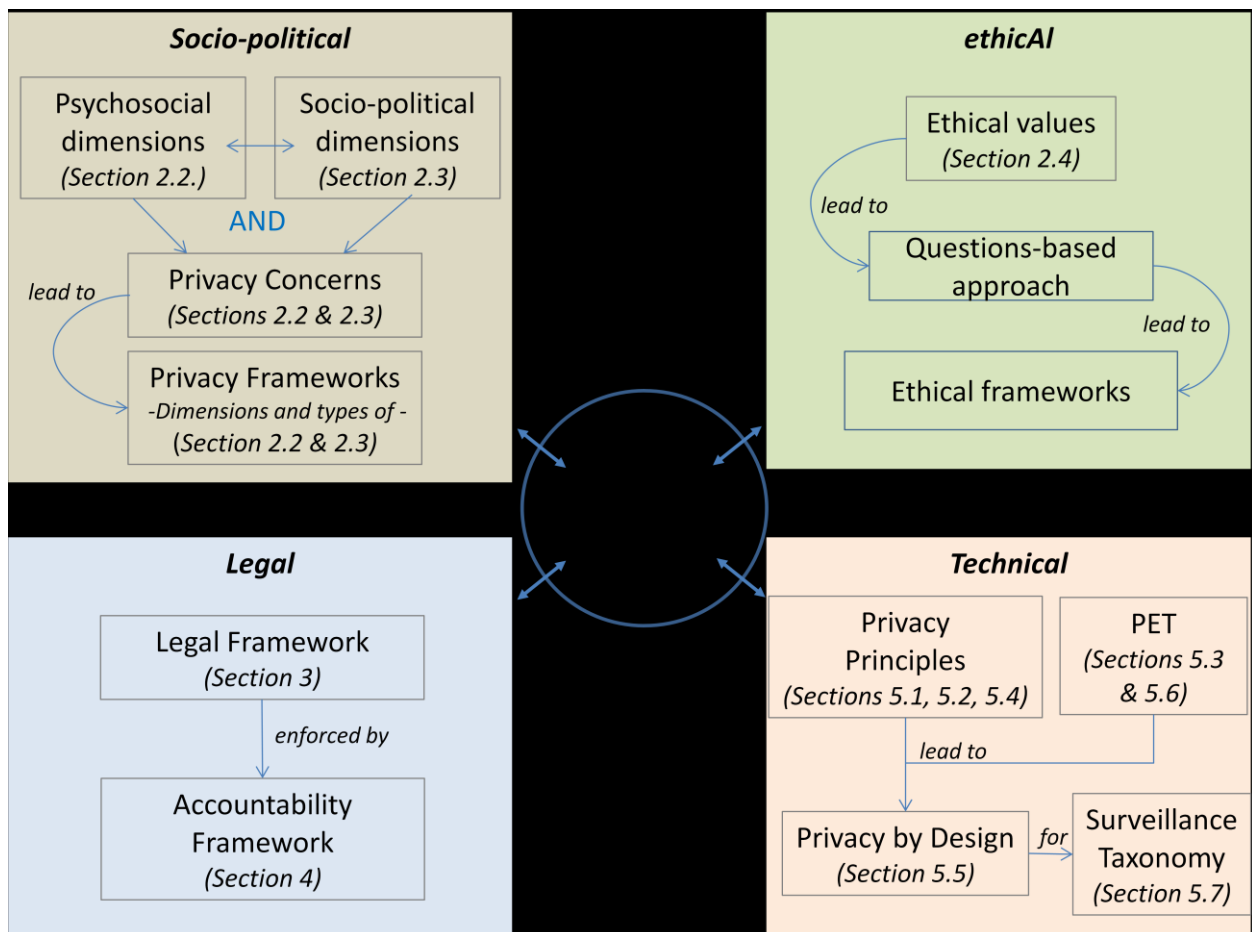 Socio-political
Psychosocial
dimensions
(Section 2.2.)
Socio-political
dimensions
(Section 2.3)
AND
Privacy Concerns
(Sections 2.2 & 2.3)
lead to
Privacy Frameworks
-Dimensions and types of -
(Section 2.2 & 2.3)
ethicAl
Ethical values
(Section 2.4)
lead to
Questions-based
approach
lead to
Ethical frameworks
Legal
Legal Framework
(Section 3)
enforced by
Accountability
Framework
(Section 4)
Technical
Privacy
Principles
(Sections 5.1, 5.2, 5.4)
PET
(Sections 5.3
& 5.6)
lead to
Privacy by Design
(Section 5.5)
for
Surveillance
Taxonomy
(Section 5.7)